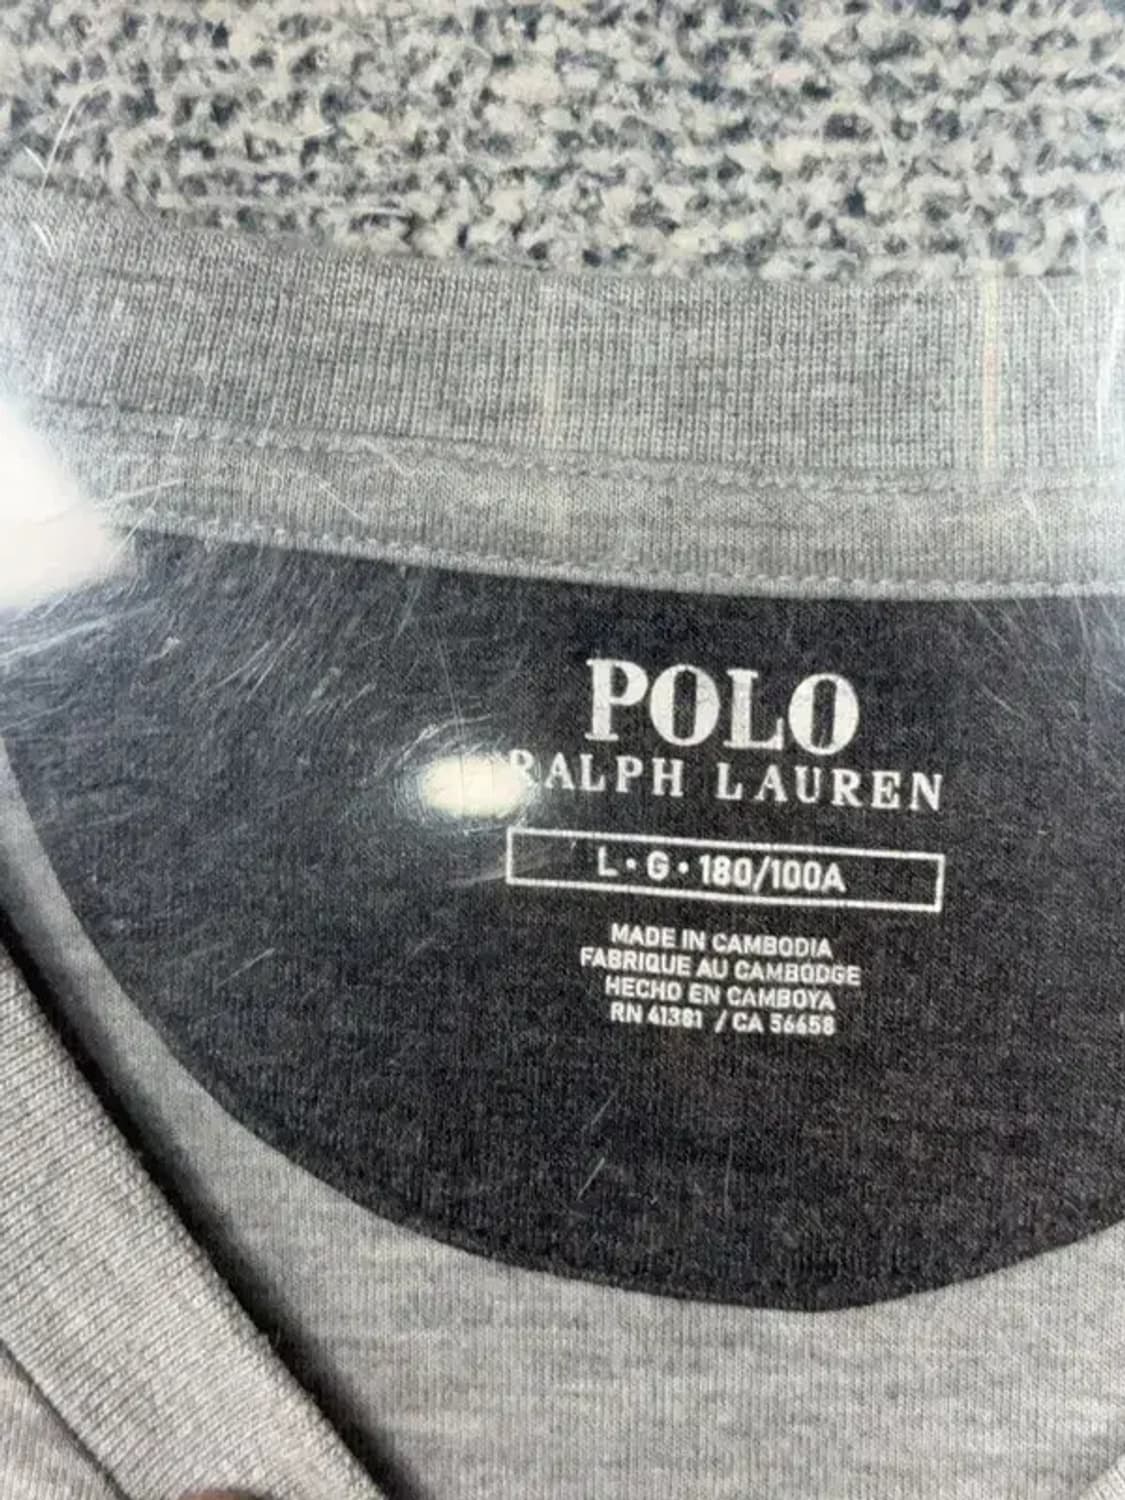 POLO
RALPH LAUREN
L • G • 180/100A
MADE IN CAMBODIA
FABRIQUE AU CAMBODGE
HECHO EN CAMBOYA
RN 41381 / CA 56658